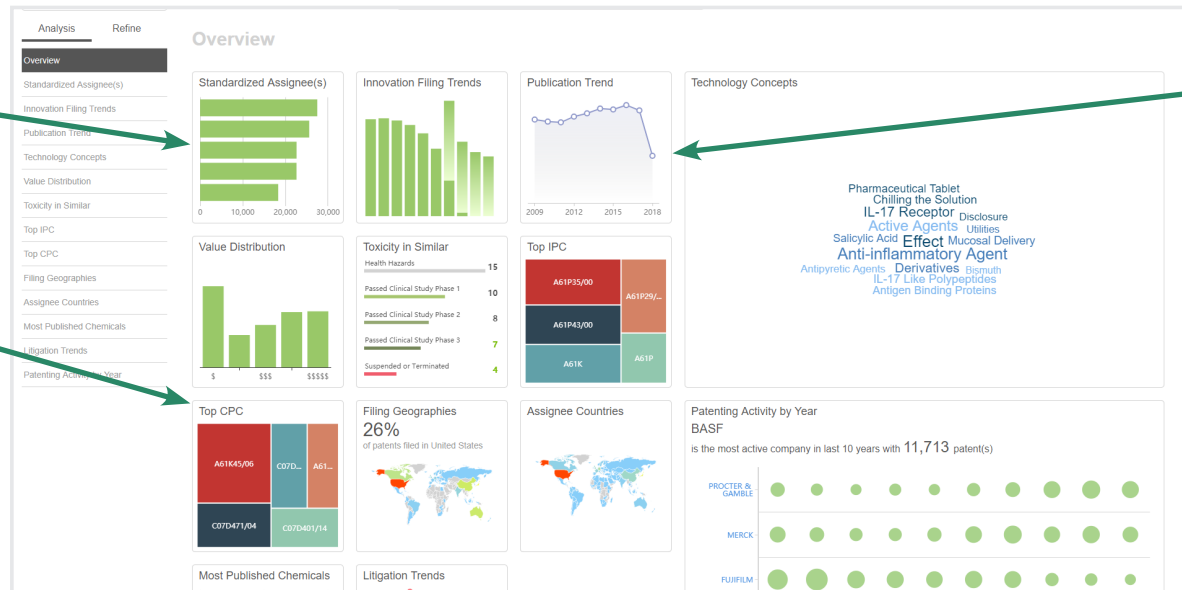 Analysis
Refine
Overview
Standardized Assignee(s)
Innovation Filing Trends
Publication Trend
Technology Concepts
Value Distribution
Toxicity in Similar
Top IPC
Top CPC
Filing Geographies
Assignee Countries
Most Published Chemicals
Litigation Trends
Patenting Activity by Year
Overview
Standardized Assignee(s)
0 10,000 20,000 30,000
Innovation Filing Trends
Publication Trend
2009 2012 2015 2018
Technology Concepts
Pharmaceutical Tablet
Chilling the Solution
IL-17 Receptor Disclosure
Active Agents Utilities
Salicylic Acid Effect Mucosal Delivery
Anti-inflammatory Agent
Antipyretic Agents Derivatives Bismuth
IL-17 Like Polypeptides
Antigen Binding Proteins
Value Distribution
$ $$$ $$$$$
Toxicity in Similar
Health Hazards 15
Passed Clinical Study Phase 1 10
Passed Clinical Study Phase 2 8
Passed Clinical Study Phase 3 7
Suspended or Terminated 4
Top IPC
A61P35/00
A61P29/...
A61P43/00
A61K
A61P
Top CPC
A61K45/06
C07D...
A61...
C07D471/04
C07D401/14
Filing Geographies
26%
of patents filed in United States
Assignee Countries
Patenting Activity by Year
BASF
is the most active company in last 10 years with 11,713 patent(s)
PROCTER &
GAMBLE
MERCK
FUJIFILM
Most Published Chemicals
Litigation Trends